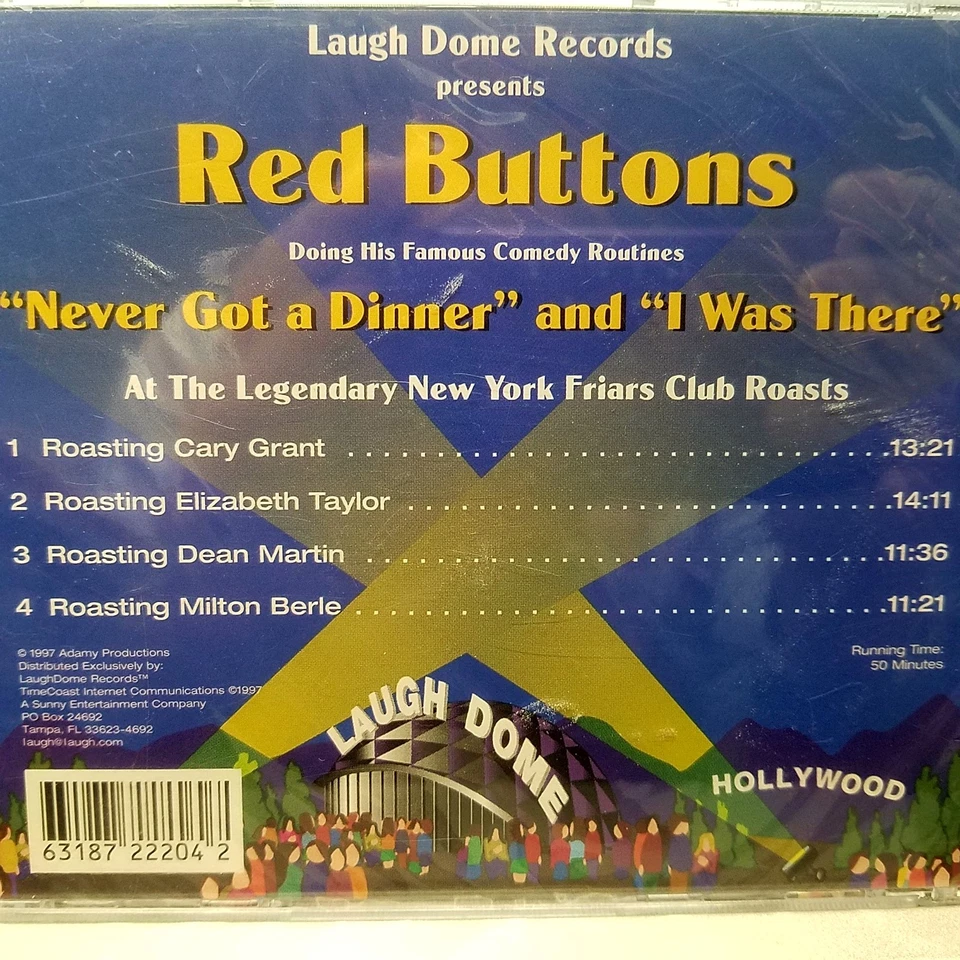 Laugh Dome Records
presents
Red Buttons
Doing His Famous Comedy Routines
“Never Got a Dinner” and “I Was There”
At The Legendary New York Friars Club Roasts
1 Roasting Cary Grant ........................................13:21
2 Roasting Elizabeth Taylor ...................................14:11
3 Roasting Dean Martin ......................................11:36
4 Roasting Milton Berle .......................................11:21
© 1997 Adamy Productions
Distributed Exclusively by:
LaughDome Records™
TimeCoast Internet Communications ©1997
A Sunny Entertainment Company
PO Box 24692
Tampa, FL 33623-4692
laugh@laugh.com
Running Time:
50 Minutes
LAUGH DOME
HOLLYWOOD
63187 22204 2